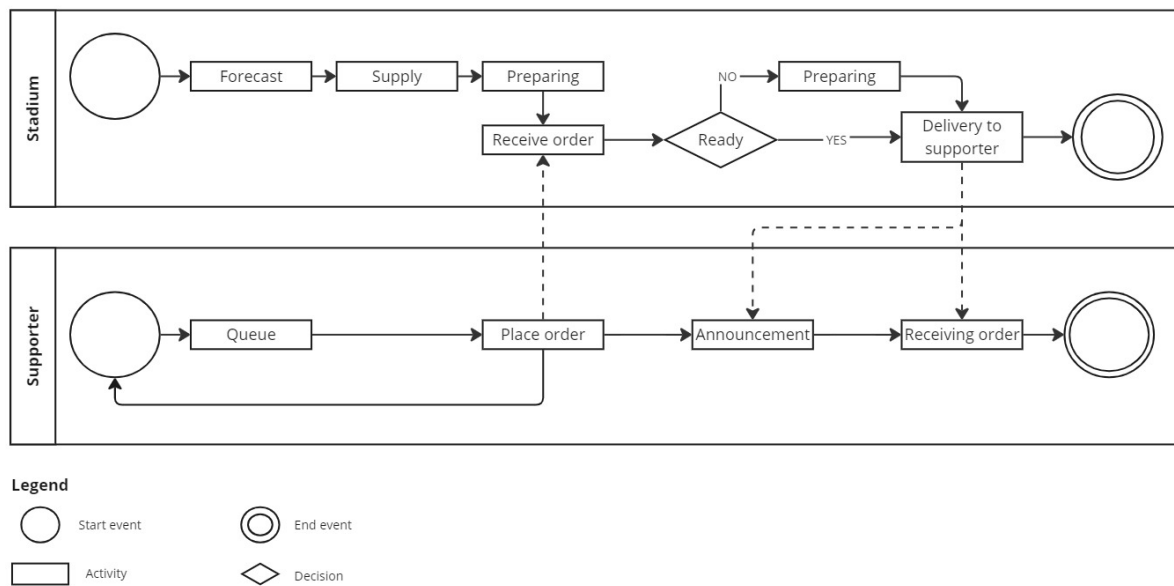 Stadium
Forecast
Supply
Preparing
NO
Preparing
Receive order
Ready
YES
Delivery to
supporter
Supporter
Queue
Place order
Announcement
Receiving order
Legend
Start event
End event
Activity
Decision